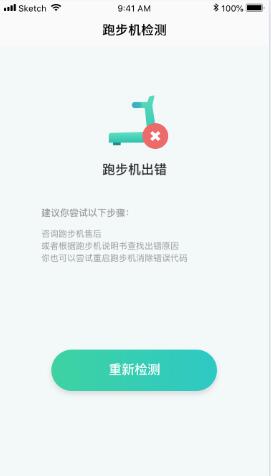 Sketch 9:41 AM 100%
跑步机检测
跑步机出错
建议你尝试以下步骤：
咨询跑步机售后
或者根据跑步机说明书查找出错原因
你也可以尝试重启跑步机消除错误代码
重新检测